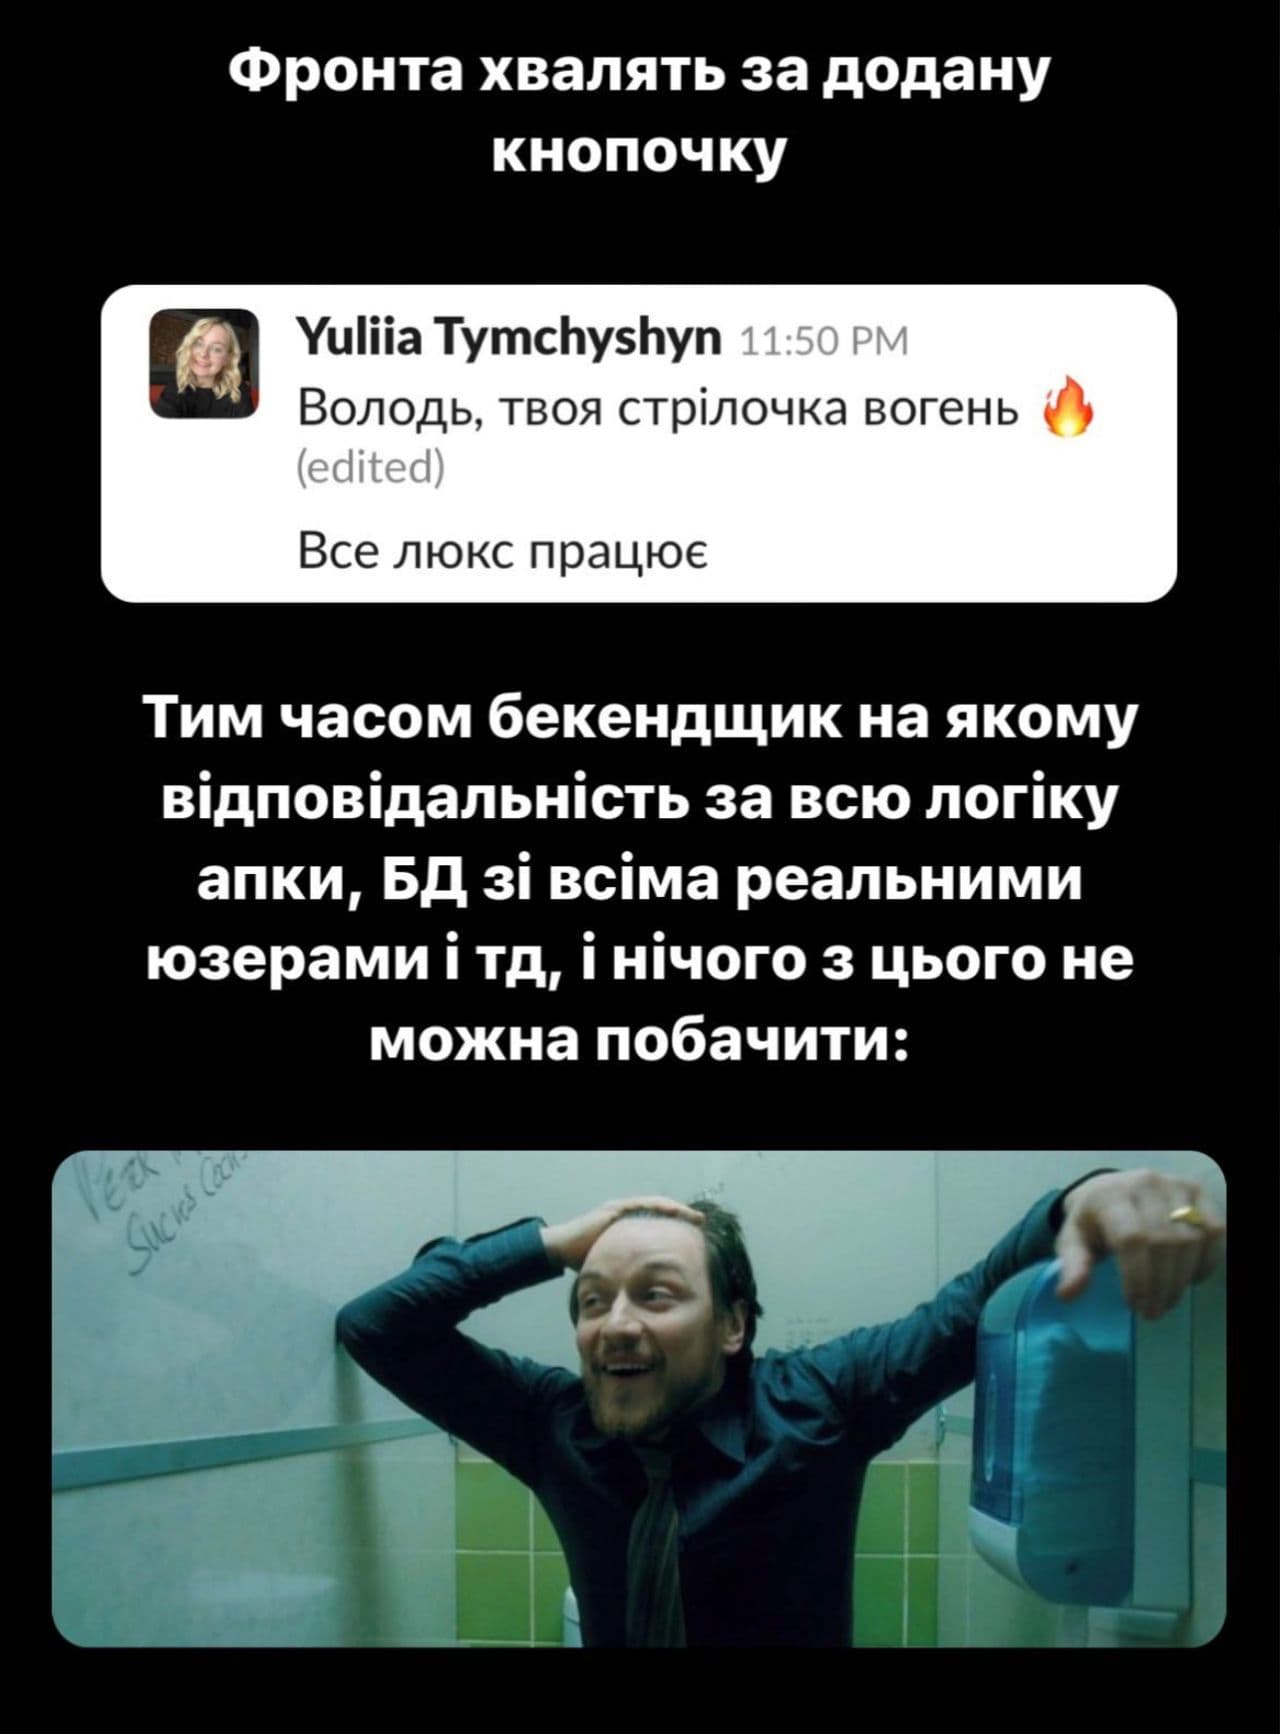 Фронта хвалять за додану
кнопочку
Yuliia Tymchyshyn 11:50 PM
Володь, твоя стрілочка вогень 🔥
(edited)
Все люкс працює
Тим часом бекендщик на якому
відповідальність за всю логіку
апки, БД зі всіма реальними
юзерами і тд, і нічого з цього не
можна побачити:
Sucks